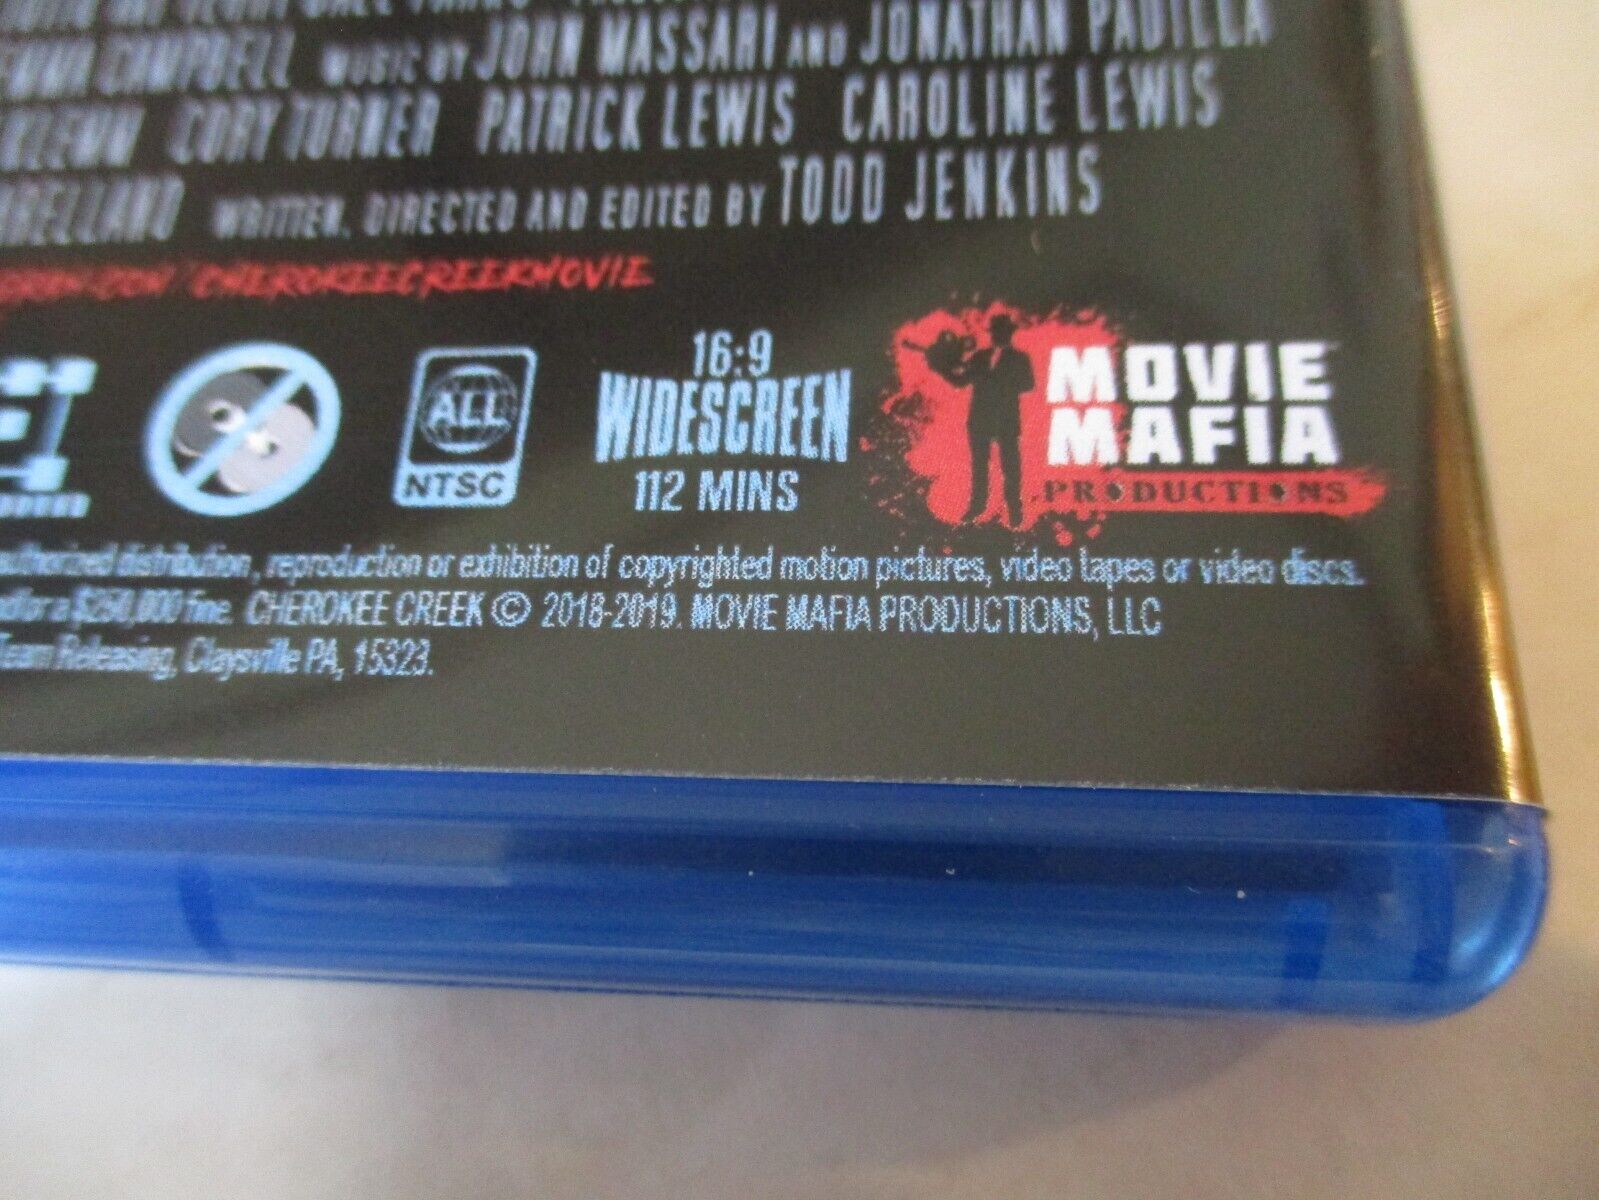 CAMPBELL MUSIC BY JOHN MASSARI AND JONATHAN PADILLA
CORY TURNER PATRICK LEWIS CAROLINE LEWIS
WRITTEN, DIRECTED AND EDITED BY TODD JENKINS
/CHEROKEECREEKMOVIE
ALL
NTSC
16:9
WIDESCREEN
112 MINS
MOVIE
MAFIA
PRODUCTIONS
distribution, reproduction or exhibition of copyrighted motion pictures, video tapes or video discs.
a $250,000 fine. CHEROKEE CREEK © 2018-2019. MOVIE MAFIA PRODUCTIONS, LLC
Team Releasing, Claysville PA, 15323.